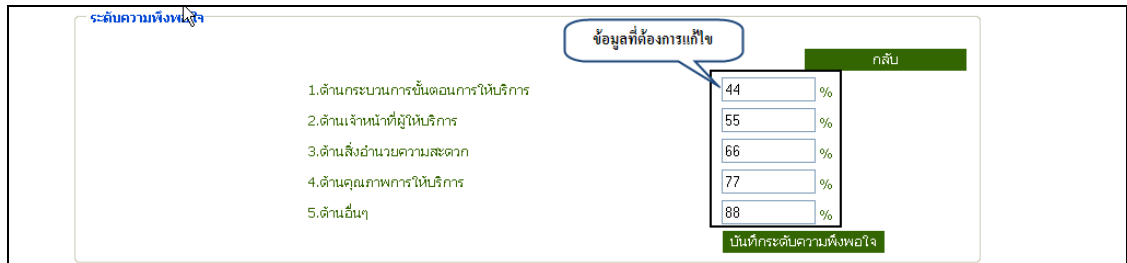 ระดับความพึงพอใจ
ข้อมูลที่ต้องการแก้ไข
กลับ
1.ด้านกระบวนการขั้นตอนการให้บริการ 44 %
2.ด้านเจ้าหน้าที่ผู้ให้บริการ 55 %
3.ด้านสิ่งอำนวยความสะดวก 66 %
4.ด้านคุณภาพการให้บริการ 77 %
5.ด้านอื่นๆ 88 %
บันทึกระดับความพึงพอใจ